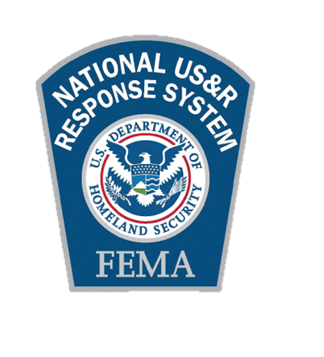 NATIONAL US&R
RESPONSE SYSTEM
U.S. DEPARTMENT OF
HOMELAND SECURITY
FEMA